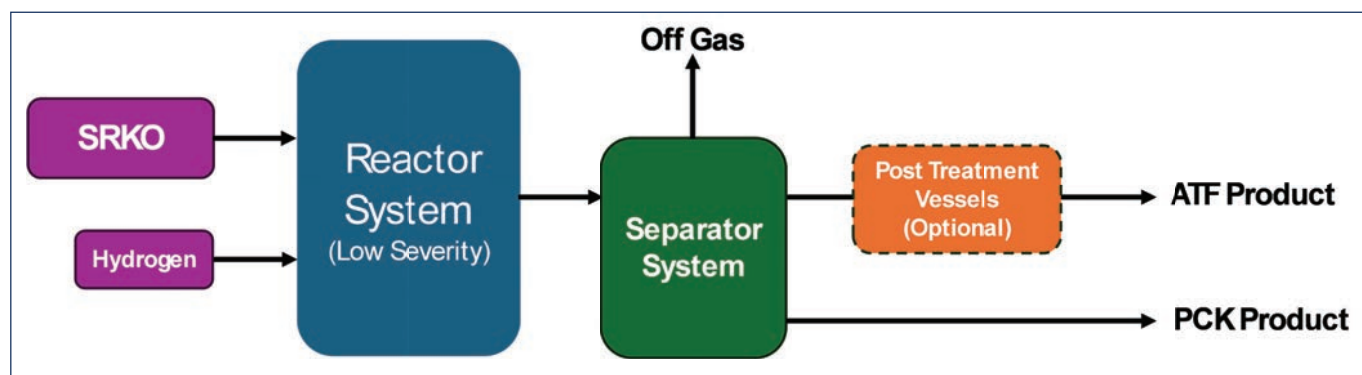 Off Gas
SRKO
Hydrogen
Reactor
System
(Low Severity)
Separator
System
Post Treatment
Vessels
(Optional)
ATF Product
PCK Product